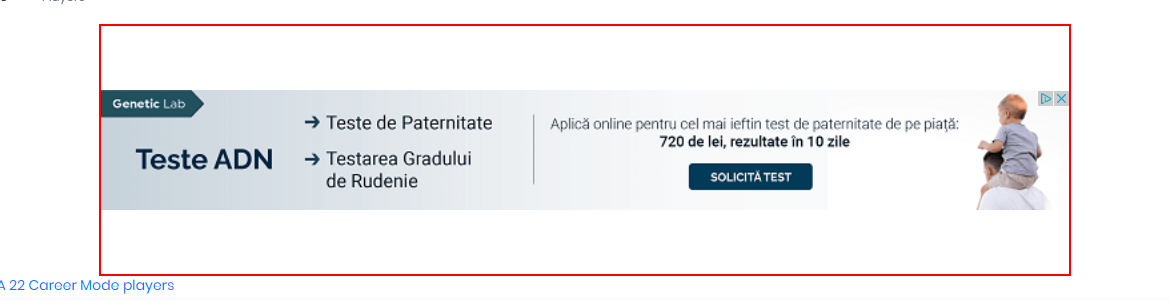 Genetic Lab
Teste ADN
→ Teste de Paternitate
→ Testarea Gradului
de Rudenie
Aplică online pentru cel mai ieftin test de paternitate de pe piață:
720 de lei, rezultate în 10 zile
SOLICITĂ TEST
A 22 Career Mode players